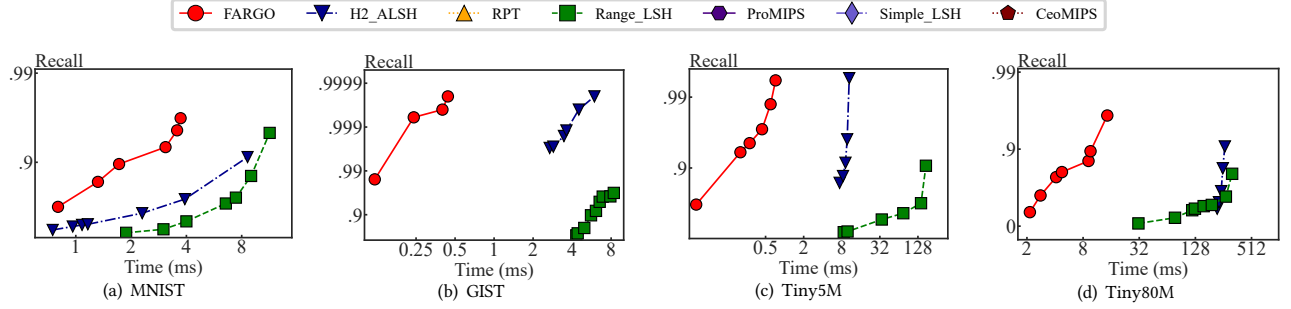 FARGO H2_ALSH RPT Range_LSH ProMIPS Simple_LSH CeoMIPS
Recall
.99
.9
1 2 4 8
Time (ms)
(a) MNIST
Recall
.9999
.999
.99
.9
0.25 0.5 1 2 4 8
Time (ms)
(b) GIST
Recall
.99
.9
0.5 2 8 32 128
Time (ms)
(c) Tiny5M
Recall
.99
.9
0
2 8 32 128 512
Time (ms)
(d) Tiny80M